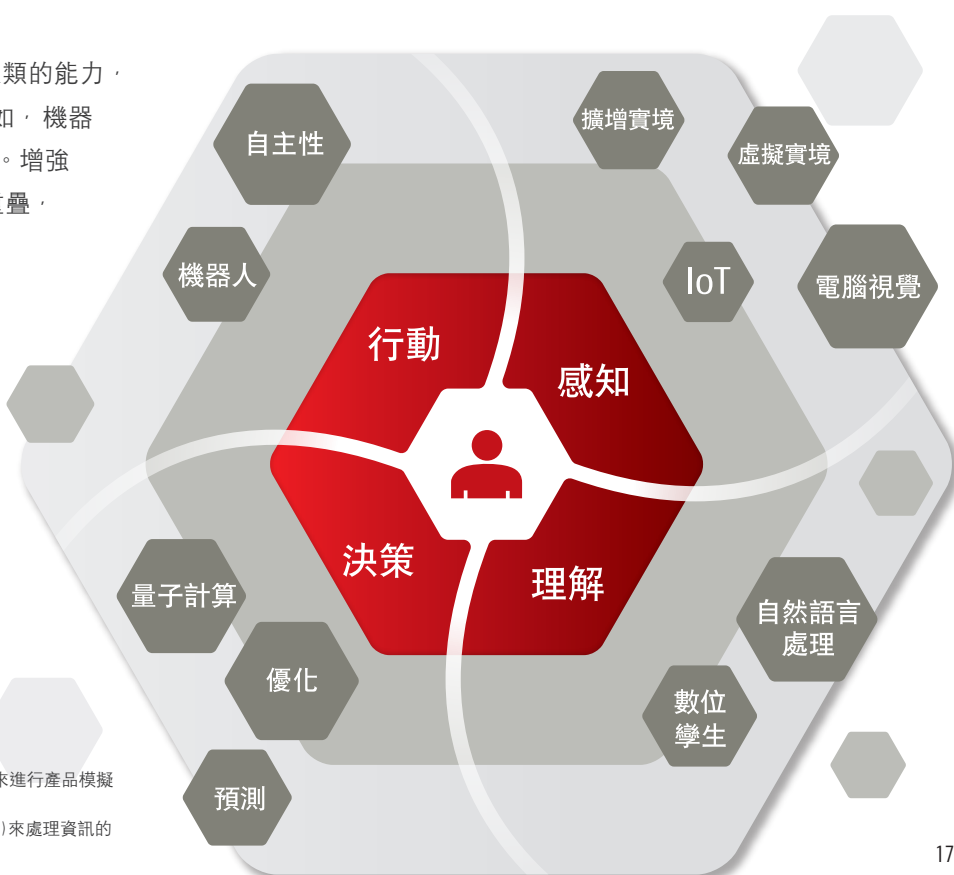 類的能力，
如，機器
。增強
疊，
自主性
擴增實境
虛擬實境
機器人
IoT
電腦視覺
行動
感知
決策
理解
量子計算
自然語言
處理
優化
數位
孿生
預測
來進行產品模擬
)來處理資訊的
17